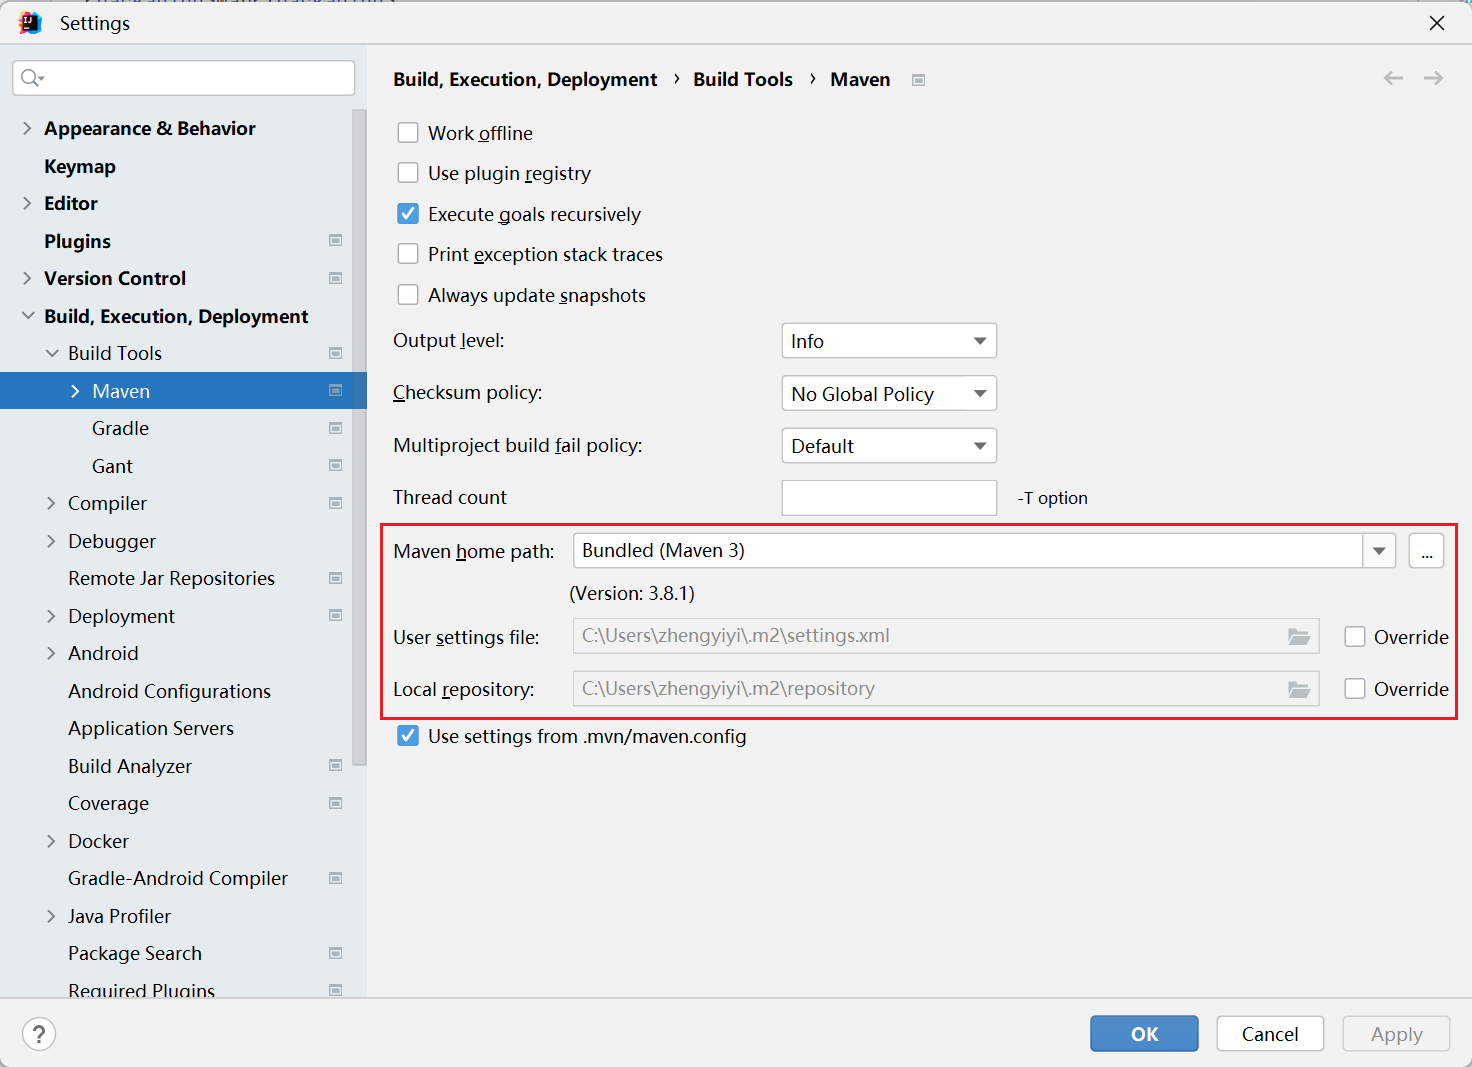 Settings
Appearance & Behavior
Keymap
Editor
Plugins
Version Control
Build, Execution, Deployment
Build Tools
Maven
Gradle
Gant
Compiler
Debugger
Remote Jar Repositories
Deployment
Android
Android Configurations
Application Servers
Build Analyzer
Coverage
Docker
Gradle-Android Compiler
Java Profiler
Package Search
Required Plugins
Build, Execution, Deployment › Build Tools › Maven
Work offline
Use plugin registry
Execute goals recursively
Print exception stack traces
Always update snapshots
Output level: Info
Checksum policy: No Global Policy
Multiproject build fail policy: Default
Thread count -T option
Maven home path: Bundled (Maven 3) ...
(Version: 3.8.1)
User settings file: C:\Users\zhengyiyi\.m2\settings.xml Override
Local repository: C:\Users\zhengyiyi\.m2\repository Override
Use settings from .mvn/maven.config
? OK Cancel Apply